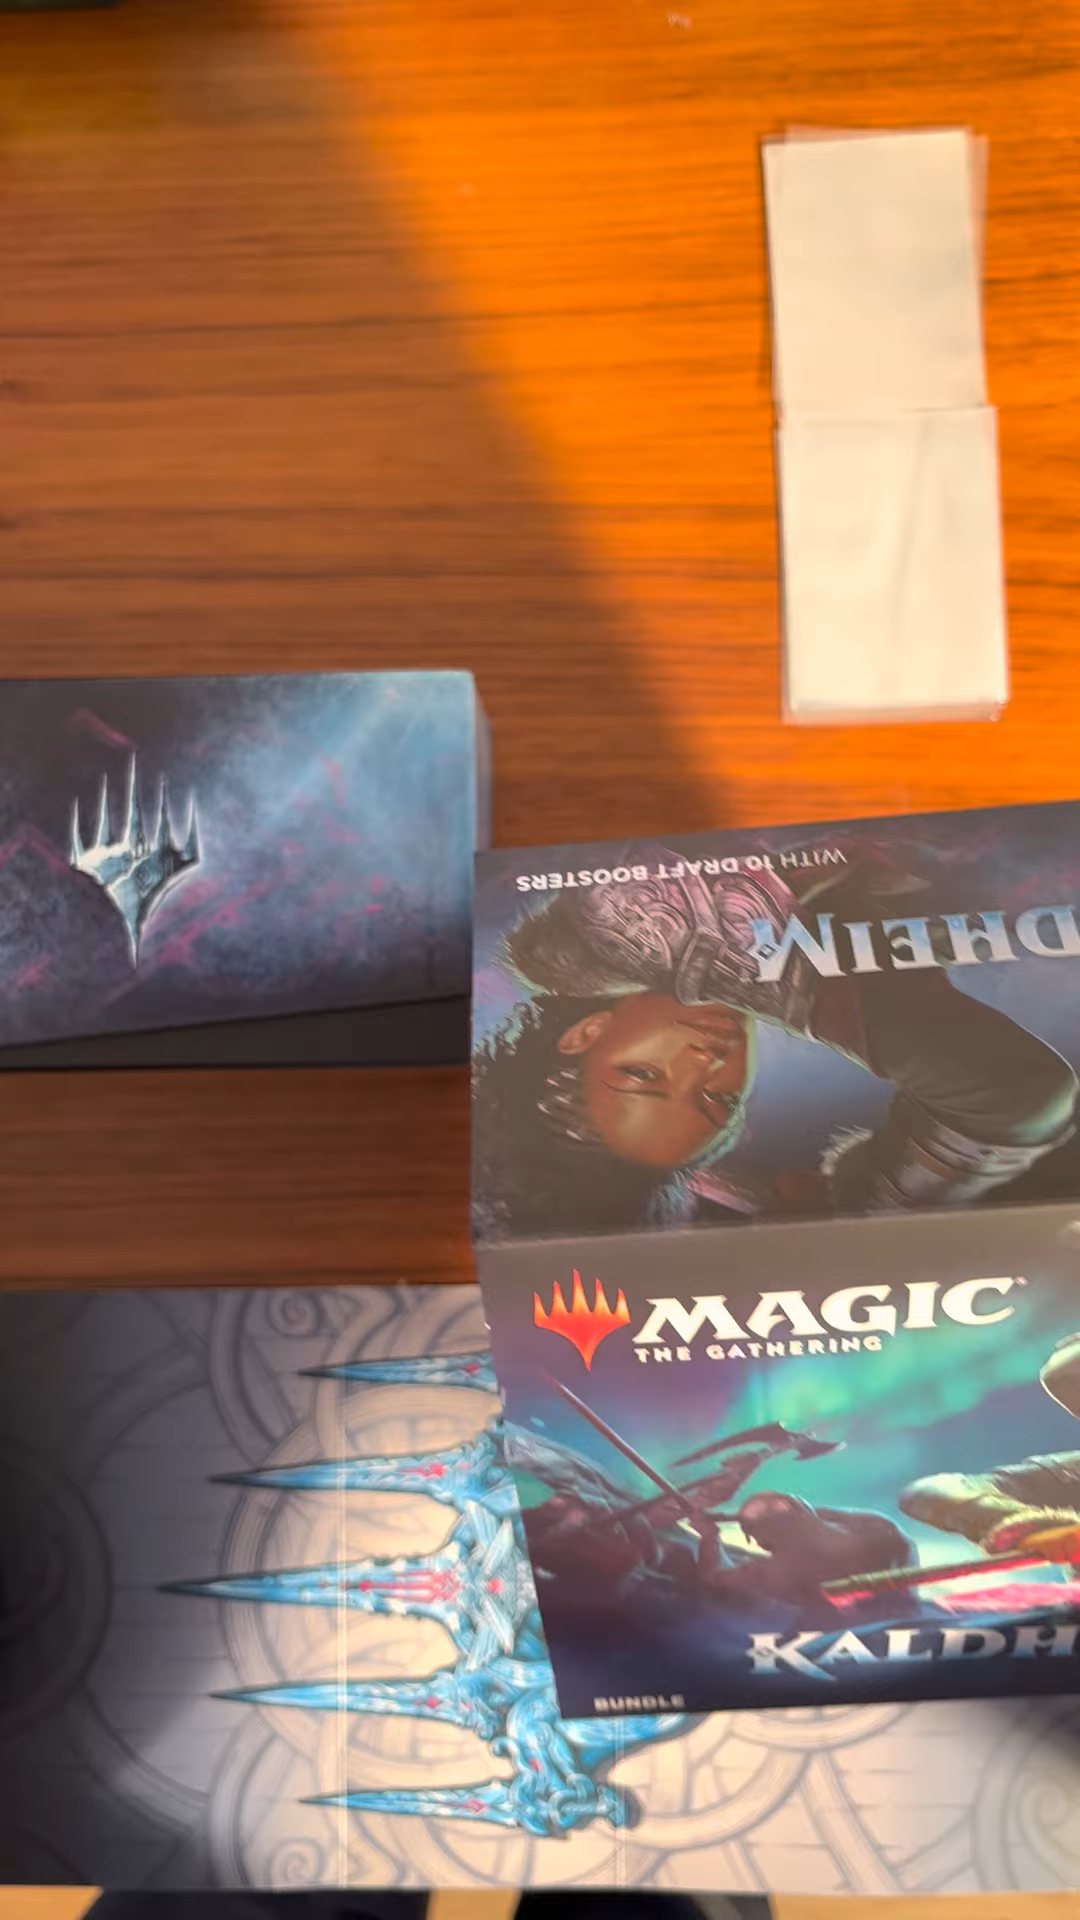 WITH 10 DRAFT BOOSTERS
DHEIM
MAGIC
THE GATHERING
KALDH
BUNDLE